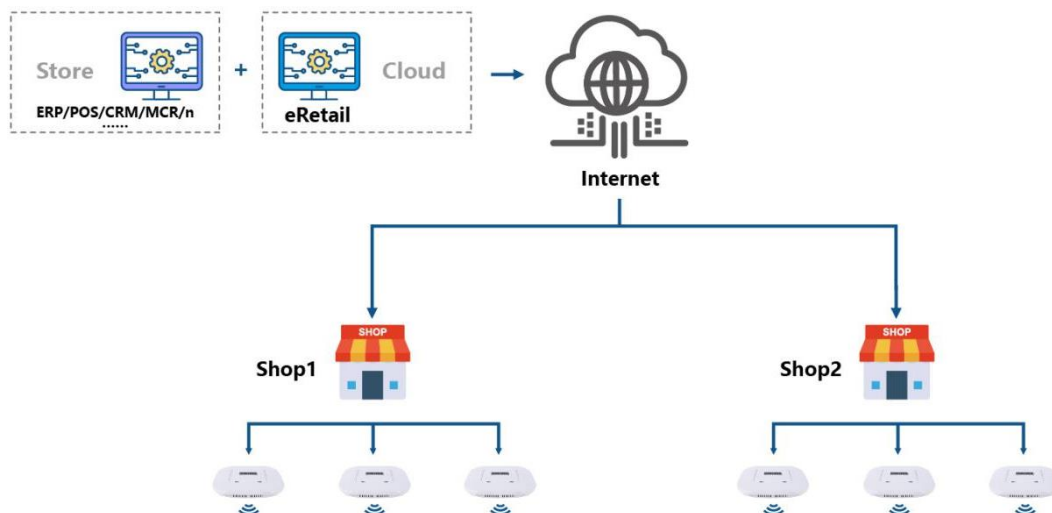 Store
Cloud
ERP/POS/CRM/MCR/n
......
eRetail
Internet
SHOP
SHOP
Shop1
Shop2